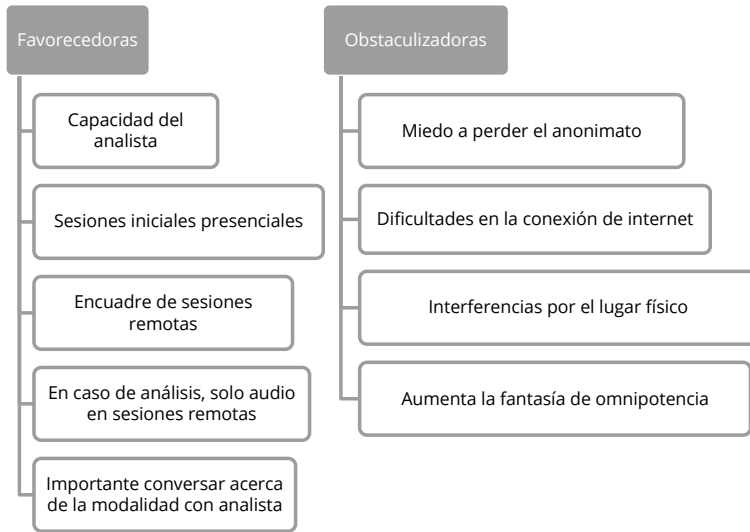 Favorecedoras
Capacidad del
analista
Sesiones iniciales presenciales
Encuadre de sesiones
remotas
En caso de análisis, solo audio
en sesiones remotas
Importante conversar acerca
de la modalidad con analista
Obstaculizadoras
Miedo a perder el anonimato
Dificultades en la conexión de internet
Interferencias por el lugar físico
Aumenta la fantasía de omnipotencia